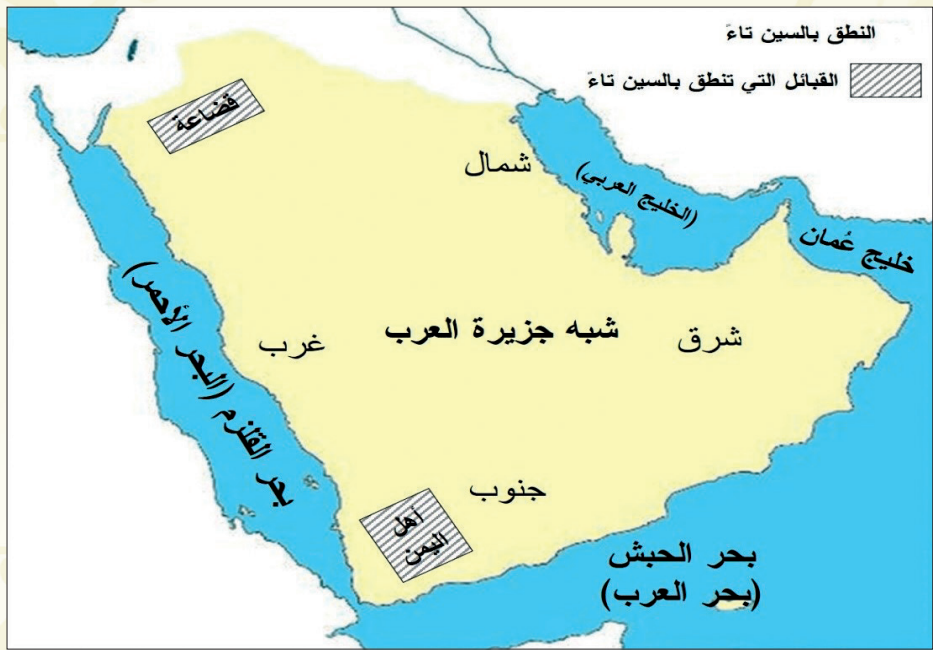 النطق بالسين تاءً
القبائل التي تنطق بالسين تاءً
قضاعة
شمال
(الخليج العربي)
خليج عُمان
شبه جزيرة العرب
شرق
غرب
بحر القلزم (البحر الأحمر)
جنوب
أهل
اليمن
بحر الحبش
(بحر العرب)